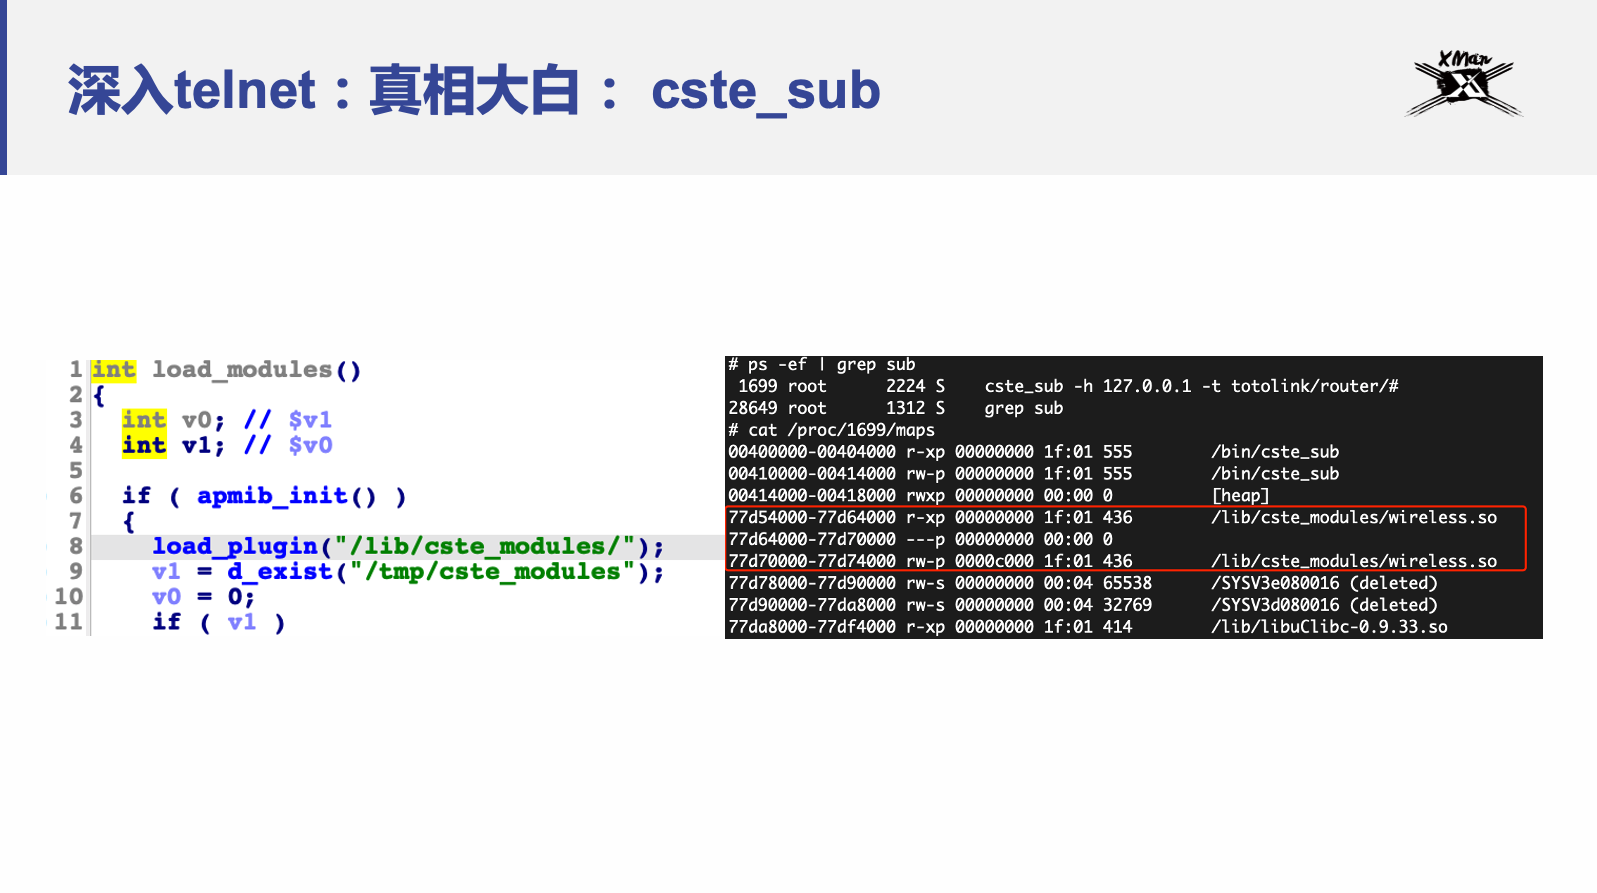 深入telnet：真相大白： cste_sub
XMan
1 int load_modules()
2 {
3   int v0; // $v1
4   int v1; // $v0
5
6   if ( apmib_init() )
7   {
8     load_plugin("/lib/cste_modules/");
9     v1 = d_exist("/tmp/cste_modules");
10     v0 = 0;
11     if ( v1 )
# ps -ef | grep sub
 1699 root      2224 S    cste_sub -h 127.0.0.1 -t totolink/router/#
28649 root      1312 S    grep sub
# cat /proc/1699/maps
00400000-00404000 r-xp 00000000 1f:01 555        /bin/cste_sub
00410000-00414000 rw-p 00000000 1f:01 555        /bin/cste_sub
00414000-00418000 rwxp 00000000 00:00 0          [heap]
77d54000-77d64000 r-xp 00000000 1f:01 436        /lib/cste_modules/wireless.so
77d64000-77d70000 ---p 00000000 00:00 0
77d70000-77d74000 rw-p 0000c000 1f:01 436        /lib/cste_modules/wireless.so
77d78000-77d90000 rw-s 00000000 00:04 65538      /SYSV3e080016 (deleted)
77d90000-77da8000 rw-s 00000000 00:04 32769      /SYSV3d080016 (deleted)
77da8000-77df4000 r-xp 00000000 1f:01 414        /lib/libuClibc-0.9.33.so